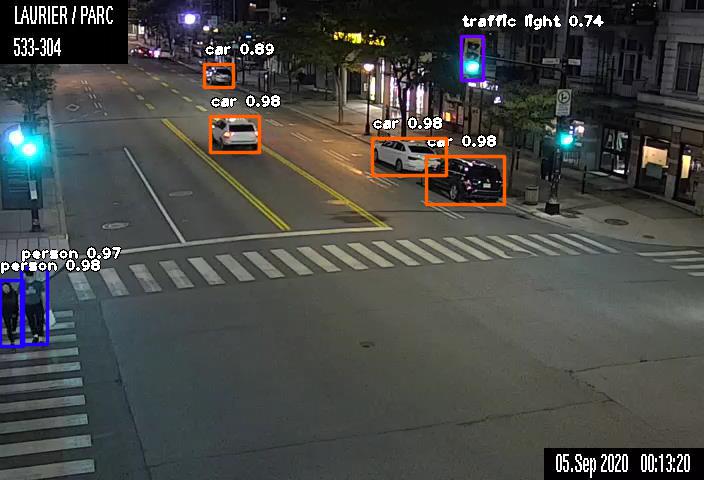 LAURIER / PARC
533-304
traffic light 0.74
car 0.89
car 0.98
car 0.98
car 0.98
person 0.97
person 0.98
P
05.Sep 2020 00:13:20